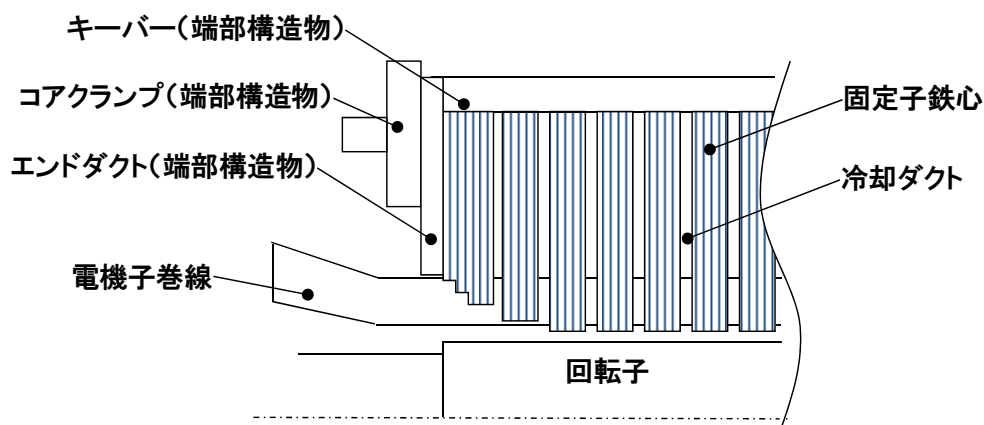 キーバー（端部構造物）
コアクランプ（端部構造物）
エンドダクト（端部構造物）
電機子巻線
固定子鉄心
冷却ダクト
回転子